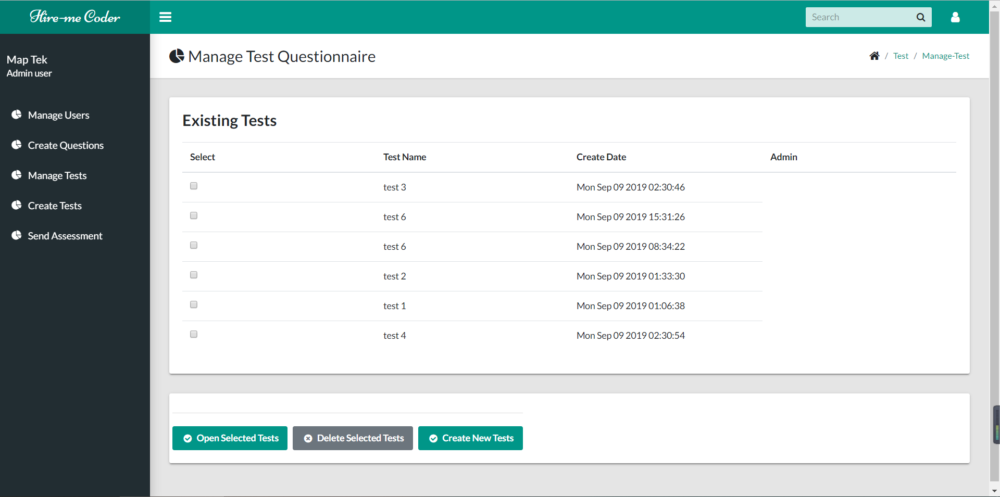 Hire-me Coder
Search
Map Tek
Admin user
Manage Users
Create Questions
Manage Tests
Create Tests
Send Assessment
Manage Test Questionnaire
/ Test / Manage-Test
Existing Tests
Select Test Name Create Date Admin
test 3 Mon Sep 09 2019 02:30:46
test 6 Mon Sep 09 2019 15:31:26
test 6 Mon Sep 09 2019 08:34:22
test 2 Mon Sep 09 2019 01:33:30
test 1 Mon Sep 09 2019 01:06:38
test 4 Mon Sep 09 2019 02:30:54
Open Selected Tests Delete Selected Tests Create New Tests